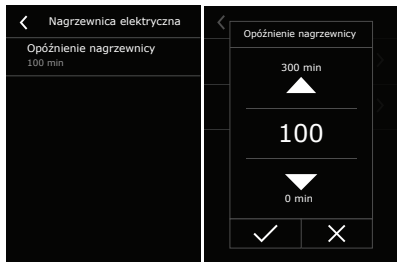 Nagrzewnica elektryczna
Opóźnienie nagrzewnicy
100 min
Opóźnienie nagrzewnicy
300 min
100
0 min